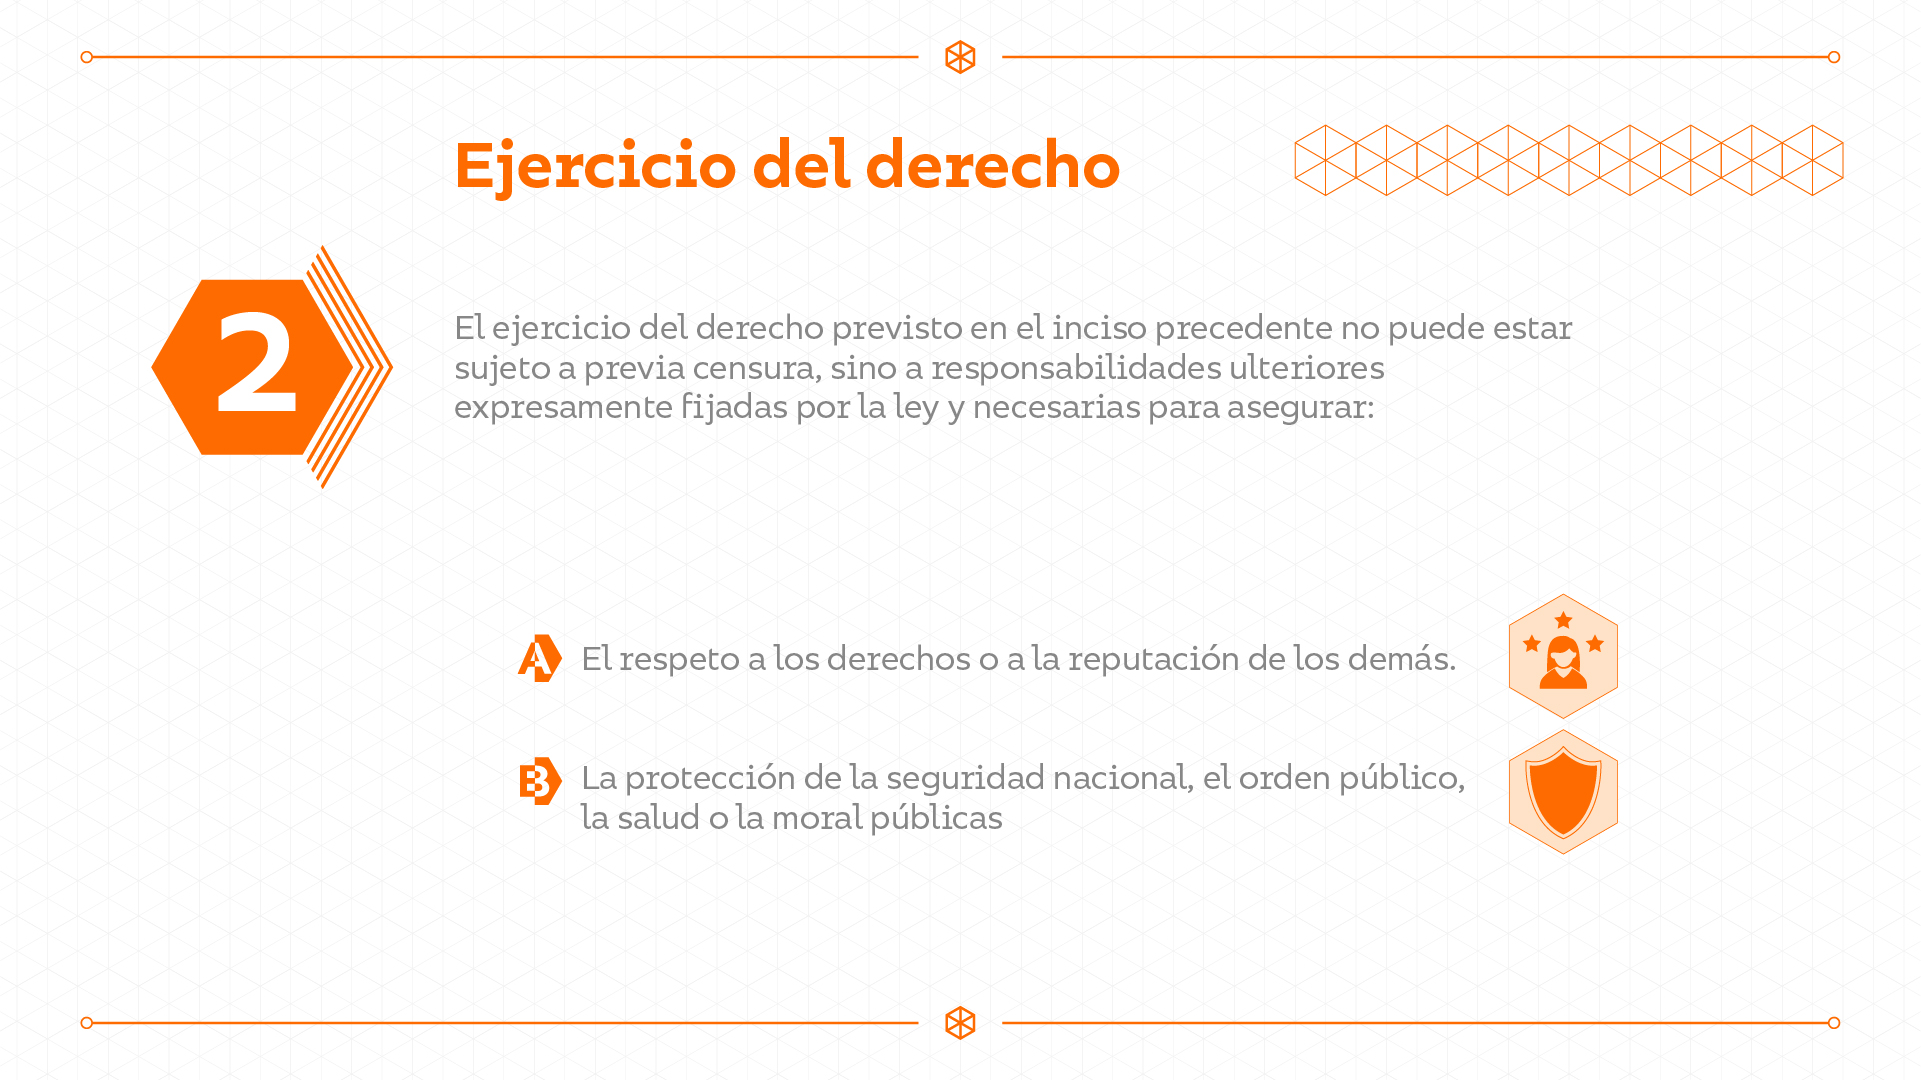 Ejercicio del derecho
2
El ejercicio del derecho previsto en el inciso precedente no puede estar
sujeto a previa censura, sino a responsabilidades ulteriores
expresamente fijadas por la ley y necesarias para asegurar:
A El respeto a los derechos o a la reputación de los demás.
B La protección de la seguridad nacional, el orden público,
la salud o la moral públicas